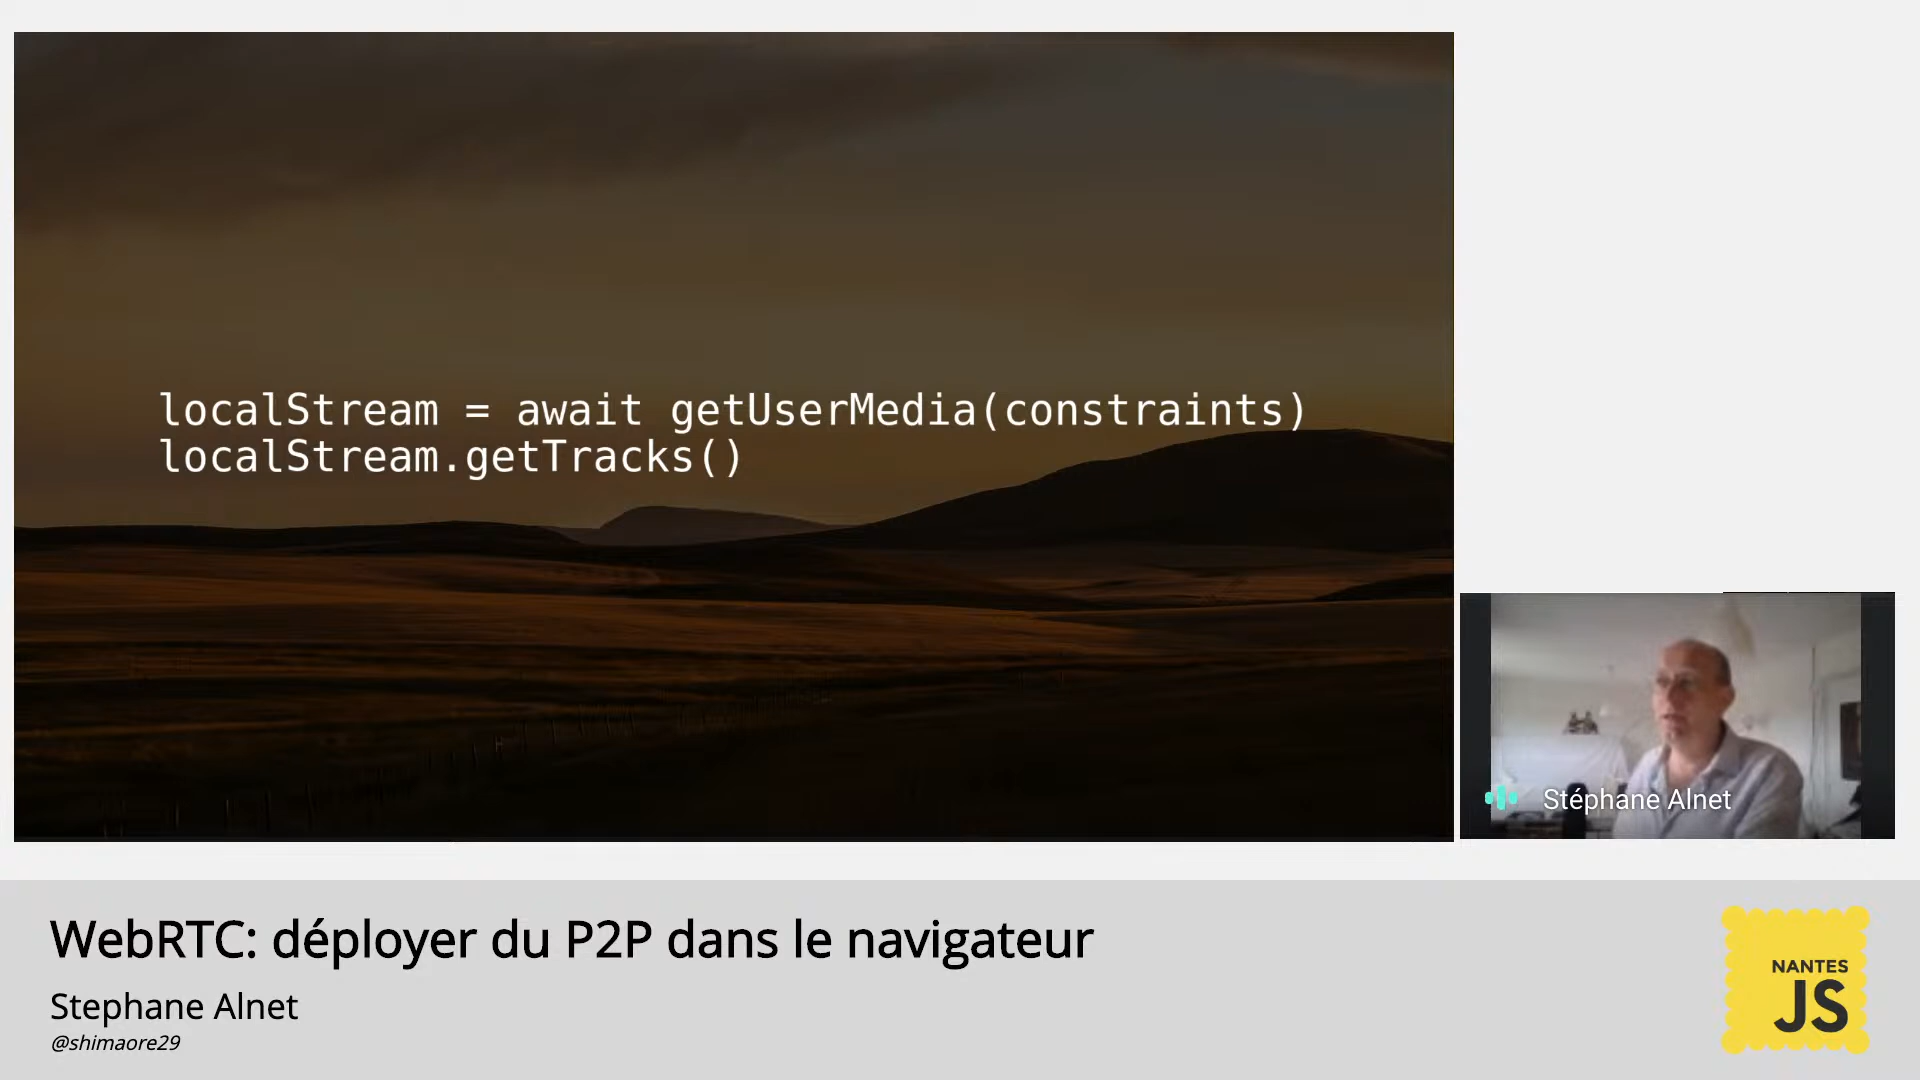 localStream = await getUserMedia(constraints)
localStream.getTracks()
Stéphane Alnet
WebRTC: déployer du P2P dans le navigateur
Stephane Alnet
@shimaore29
NANTES
JS